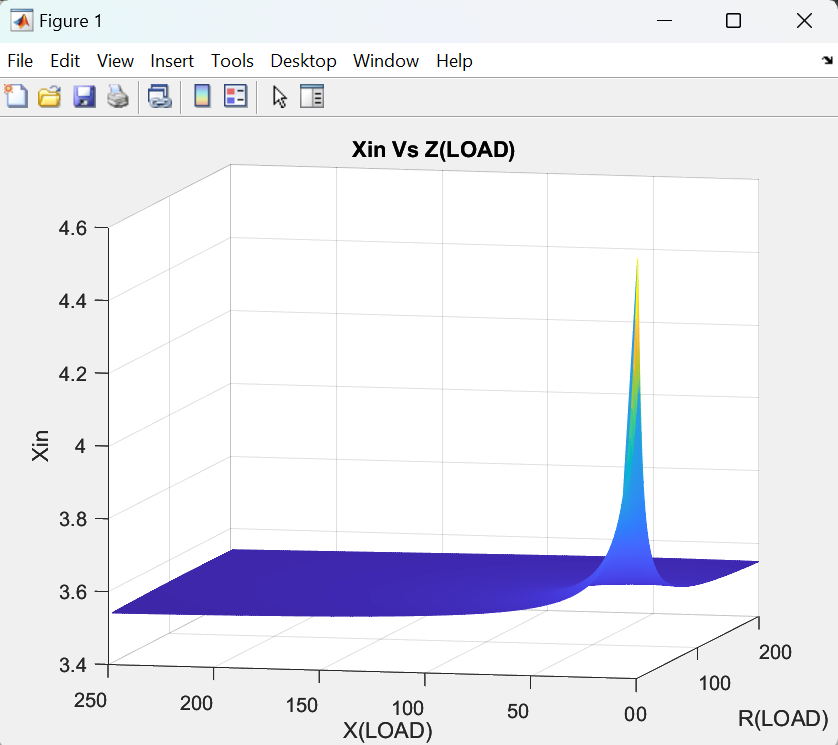 Figure 1
File Edit View Insert Tools Desktop Window Help
Xin Vs Z(LOAD)
4.6
4.4
4.2
4
3.8
3.6
3.4
Xin
250
200
150
100
50
00
100
200
X(LOAD)
R(LOAD)